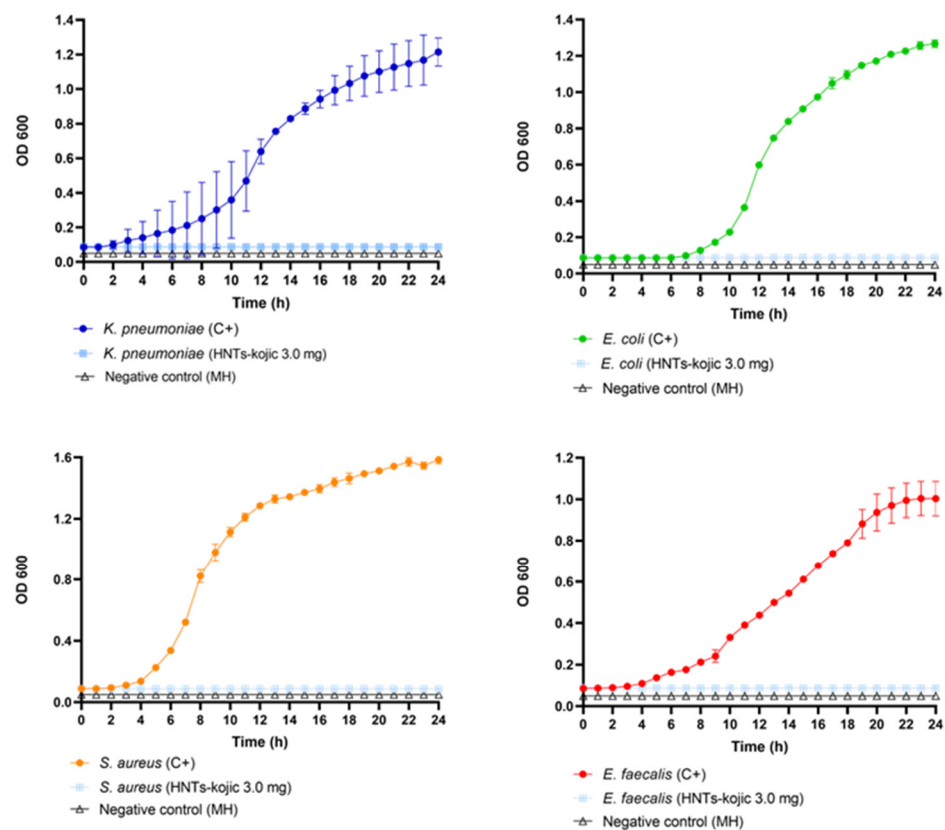 1.4
1.2
1.0
0.8
0.6
0.4
0.2
0.0
OD 600
0 2 4 6 8 10 12 14 16 18 20 22 24
Time (h)
K. pneumoniae (C+)
K. pneumoniae (HNTs-kojic 3.0 mg)
Negative control (MH)
1.4
1.2
1.0
0.8
0.6
0.4
0.2
0.0
OD 600
0 2 4 6 8 10 12 14 16 18 20 22 24
Time (h)
E. coli (C+)
E. coli (HNTs-kojic 3.0 mg)
Negative control (MH)
1.6
1.2
0.8
0.4
0.0
OD 600
0 2 4 6 8 10 12 14 16 18 20 22 24
Time (h)
S. aureus (C+)
S. aureus (HNTs-kojic 3.0 mg)
Negative control (MH)
1.2
1.0
0.8
0.6
0.4
0.2
0.0
OD 600
0 2 4 6 8 10 12 14 16 18 20 22 24
Time (h)
E. faecalis (C+)
E. faecalis (HNTs-kojic 3.0 mg)
Negative control (MH)